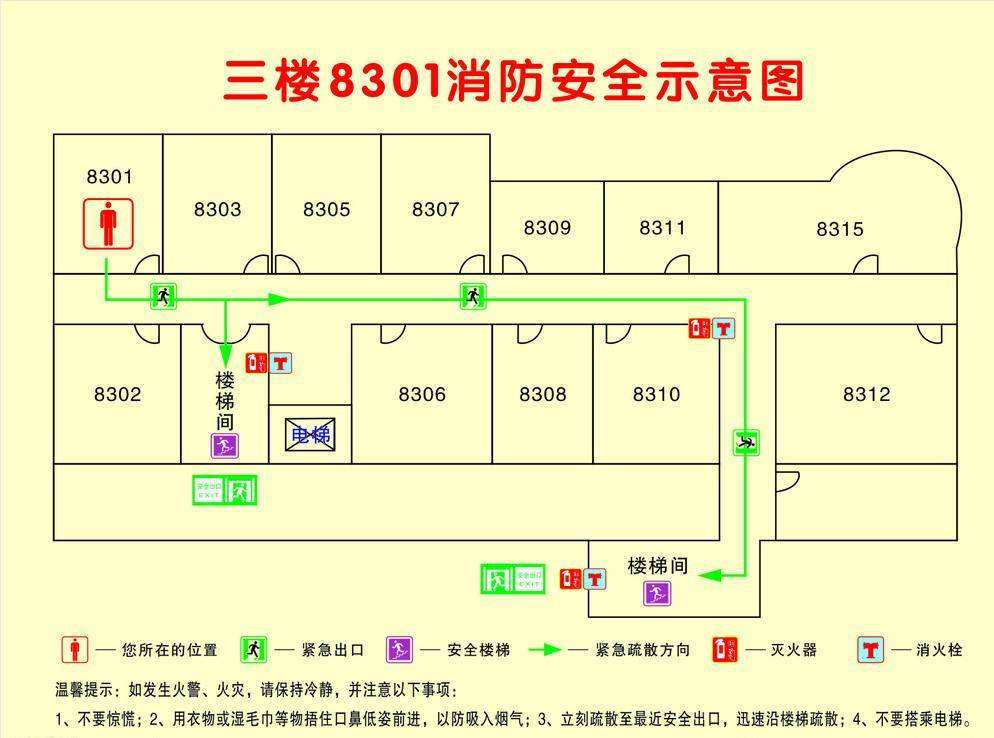 三楼8301消防安全示意图
8301
8303
8305
8307
8309
8311
8315
8302
楼梯间
电梯
8306
8308
8310
8312
安全出口
EXIT
楼梯间
安全出口
EXIT
您所在的位置
紧急出口
安全楼梯
紧急疏散方向
灭火器
消火栓
温馨提示：如发生火警、火灾，请保持冷静，并注意以下事项：
1、不要惊慌；2、用衣物或湿毛巾等物捂住口鼻低姿前进，以防吸入烟气；3、立刻疏散至最近安全出口，迅速沿楼梯疏散；4、不要搭乘电梯。